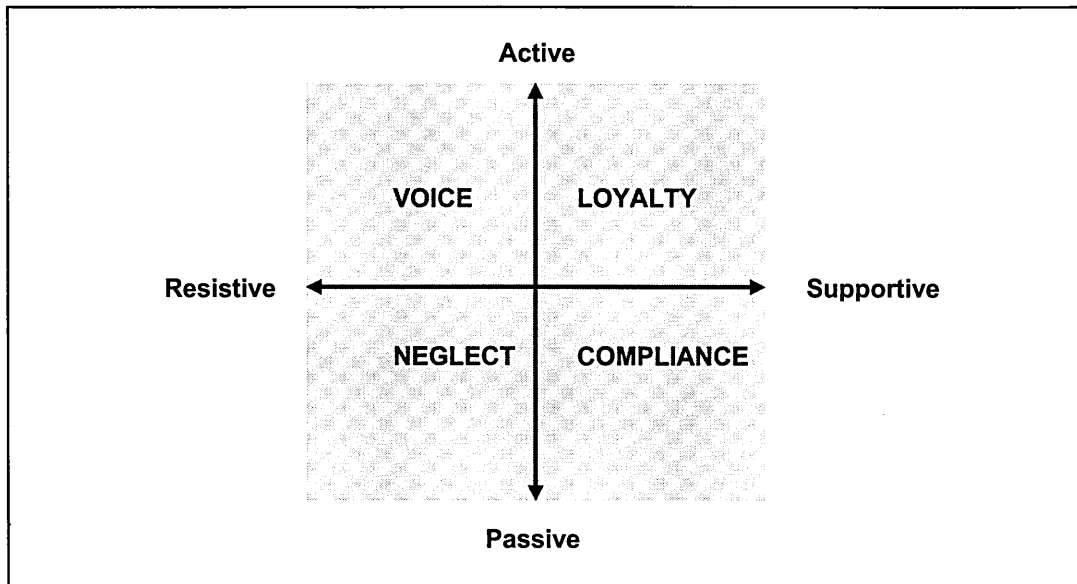 Active
VOICE LOYALTY
Resistive Supportive
NEGLECT COMPLIANCE
Passive